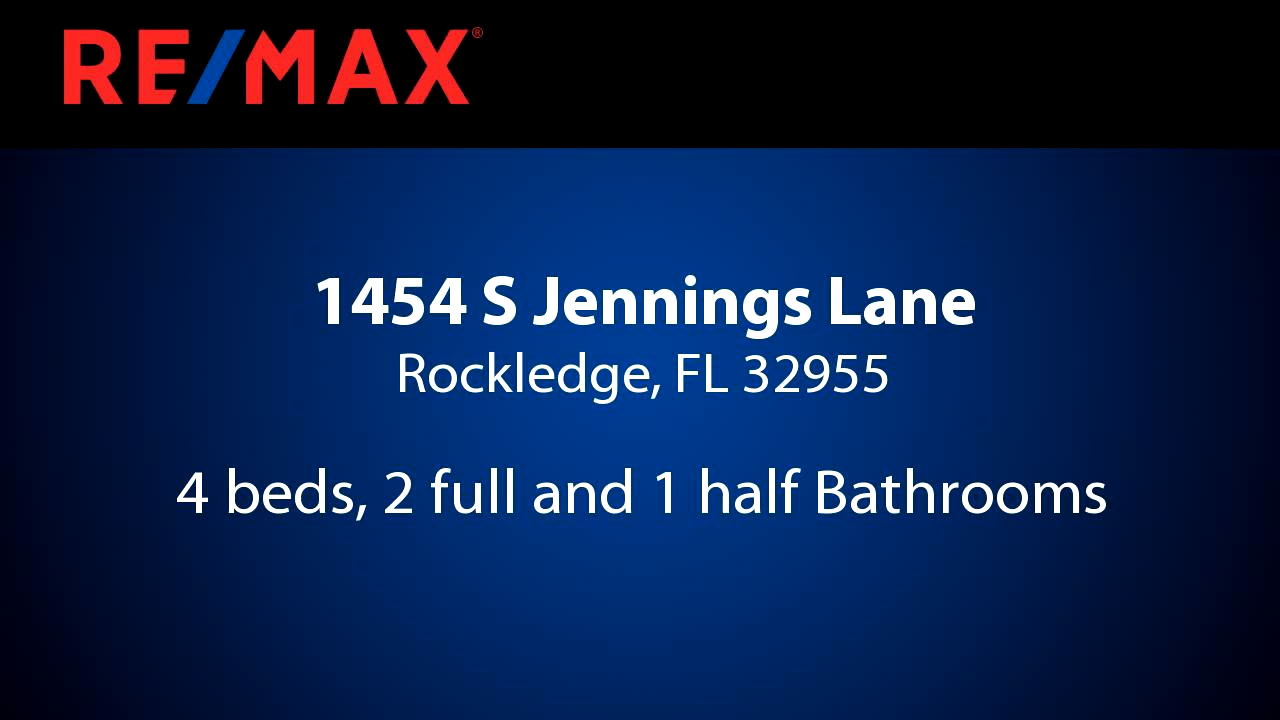 RE/MAX®
1454 S Jennings Lane
Rockledge, FL 32955
4 beds, 2 full and 1 half Bathrooms